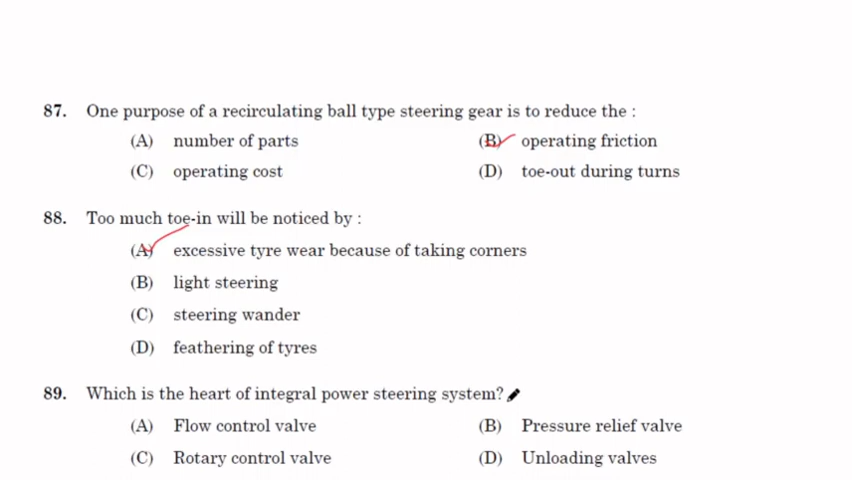 87. One purpose of a recirculating ball type steering gear is to reduce the :
(A) number of parts (B) operating friction
(C) operating cost (D) toe-out during turns
88. Too much toe-in will be noticed by :
(A) excessive tyre wear because of taking corners
(B) light steering
(C) steering wander
(D) feathering of tyres
89. Which is the heart of integral power steering system?
(A) Flow control valve (B) Pressure relief valve
(C) Rotary control valve (D) Unloading valves